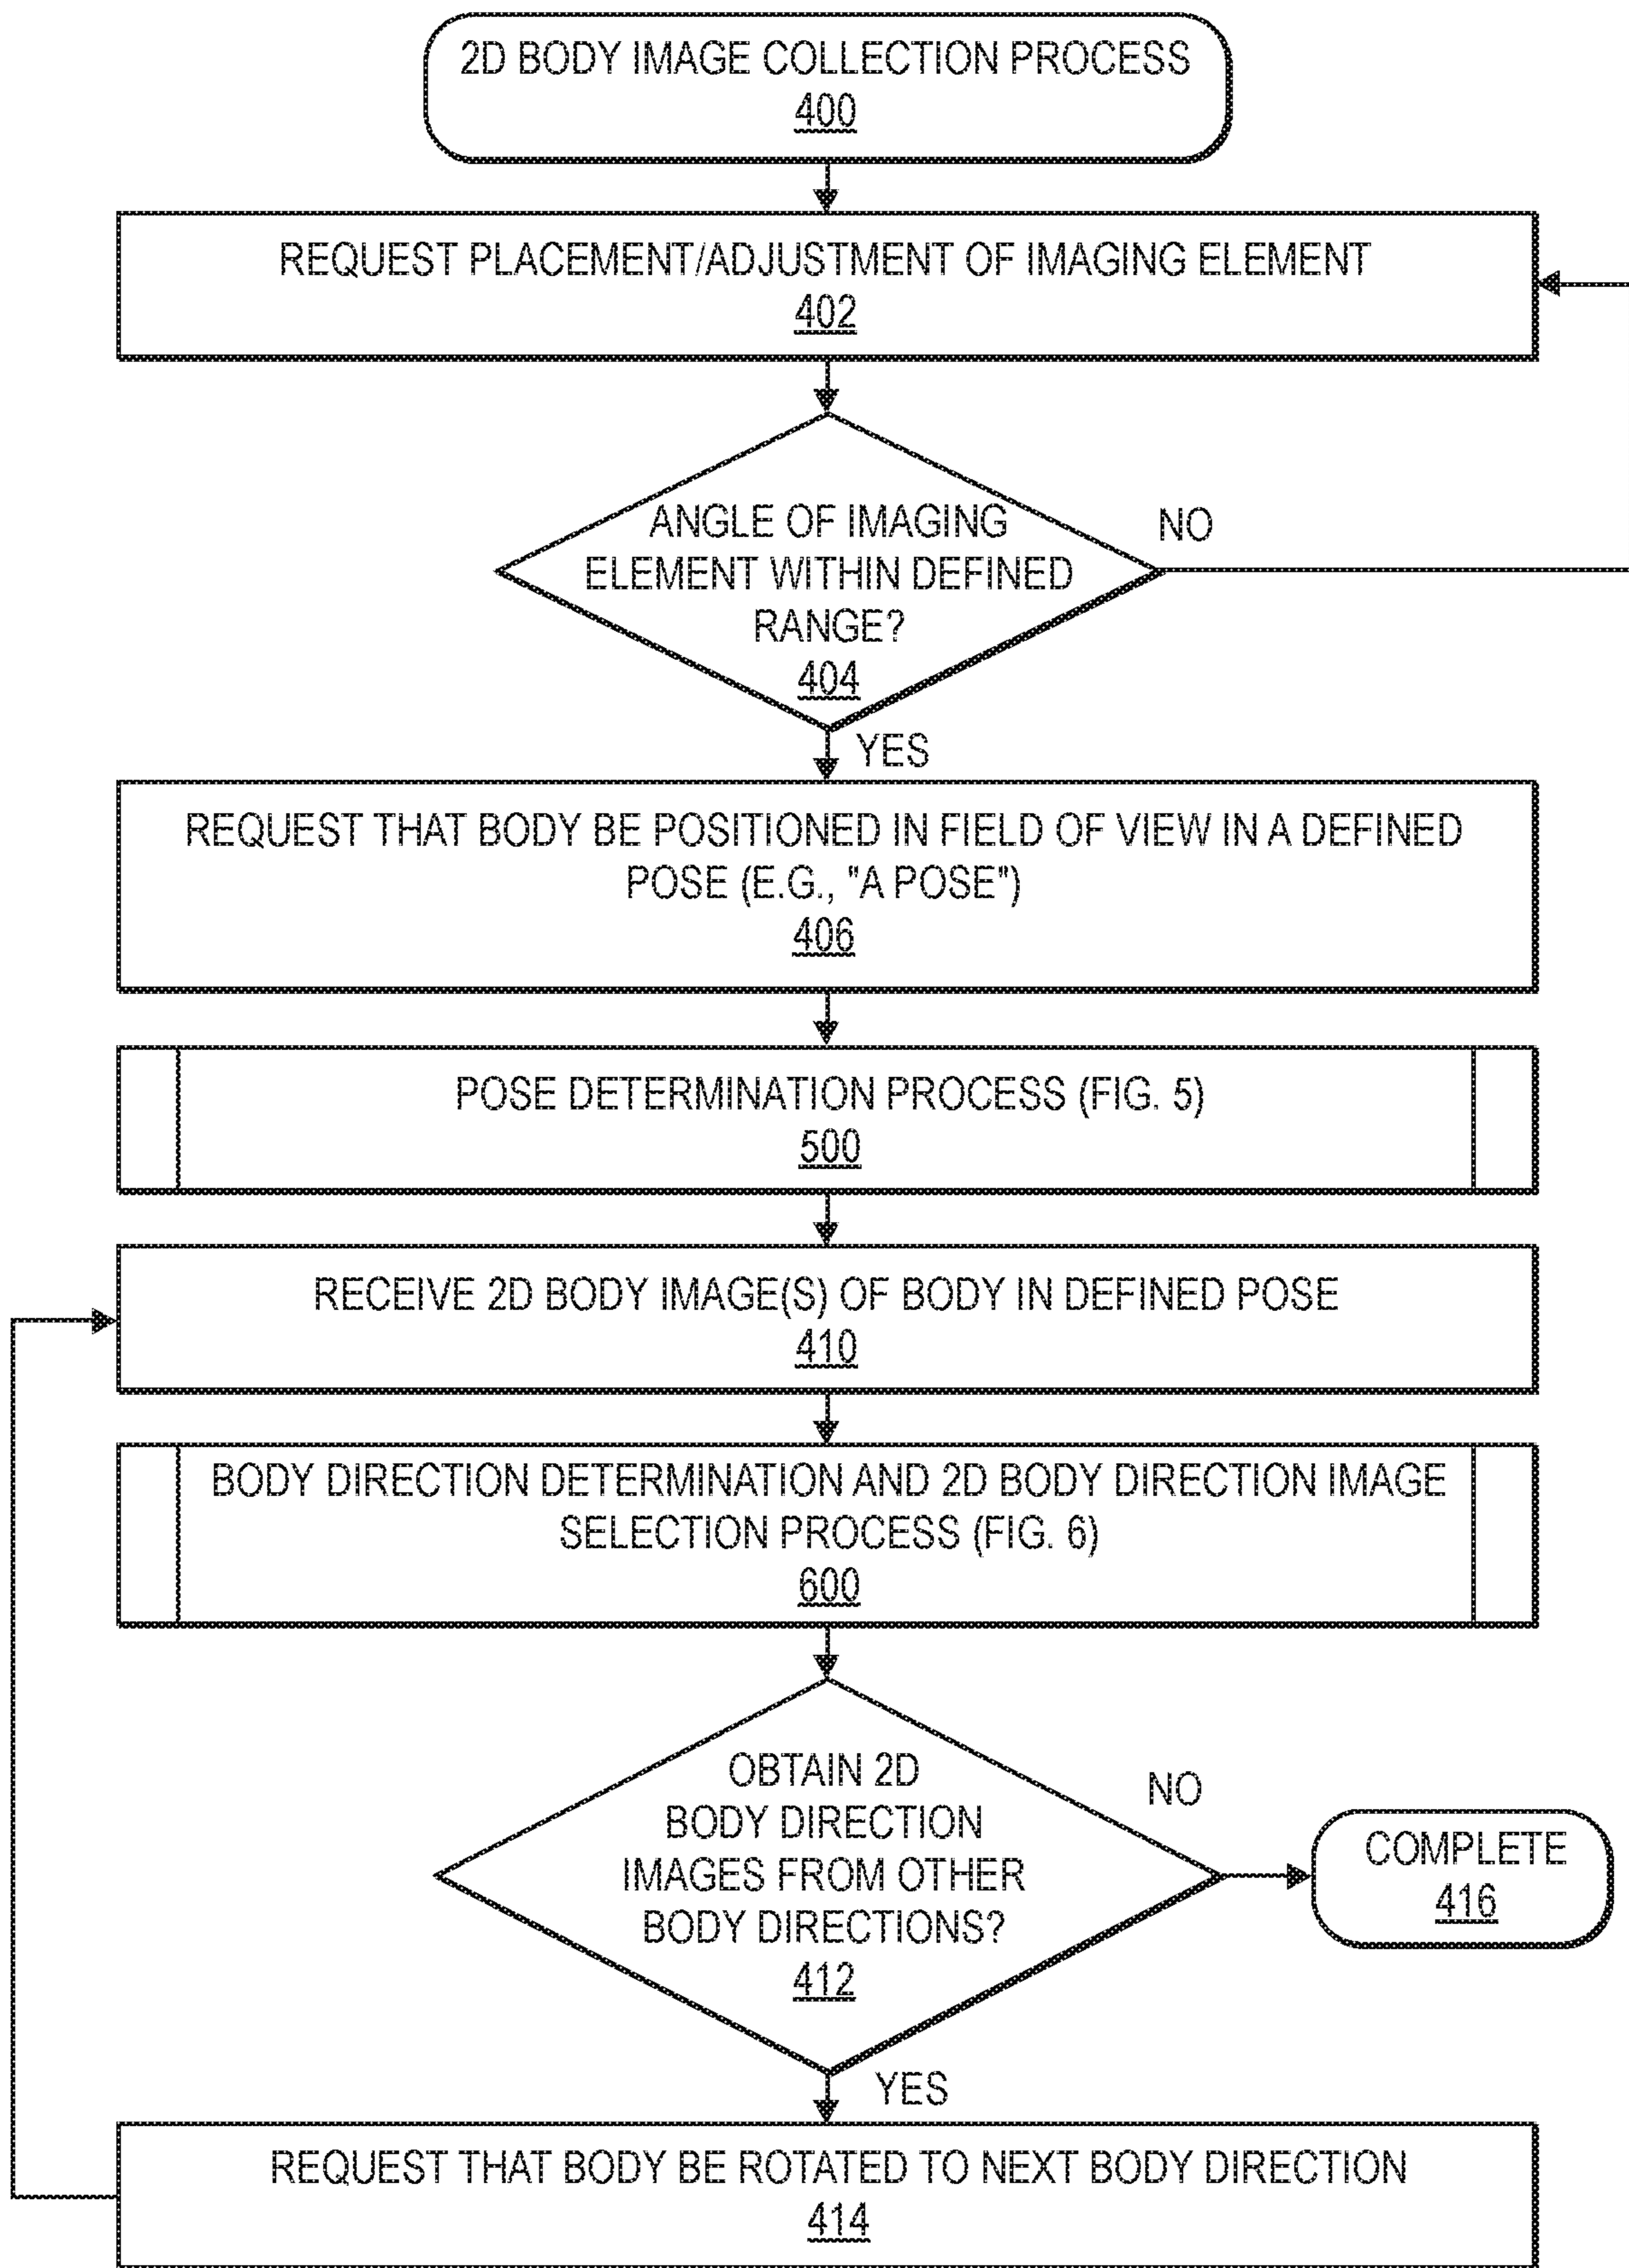 2D BODY IMAGE COLLECTION PROCESS
400
REQUEST PLACEMENT/ADJUSTMENT OF IMAGING ELEMENT
402
ANGLE OF IMAGING
ELEMENT WITHIN DEFINED
RANGE?
404
NO
YES
REQUEST THAT BODY BE POSITIONED IN FIELD OF VIEW IN A DEFINED
POSE (E.G., "A POSE")
406
POSE DETERMINATION PROCESS (FIG. 5)
500
RECEIVE 2D BODY IMAGE(S) OF BODY IN DEFINED POSE
410
BODY DIRECTION DETERMINATION AND 2D BODY DIRECTION IMAGE
SELECTION PROCESS (FIG. 6)
600
OBTAIN 2D
BODY DIRECTION
IMAGES FROM OTHER
BODY DIRECTIONS?
412
NO
COMPLETE
416
YES
REQUEST THAT BODY BE ROTATED TO NEXT BODY DIRECTION
414